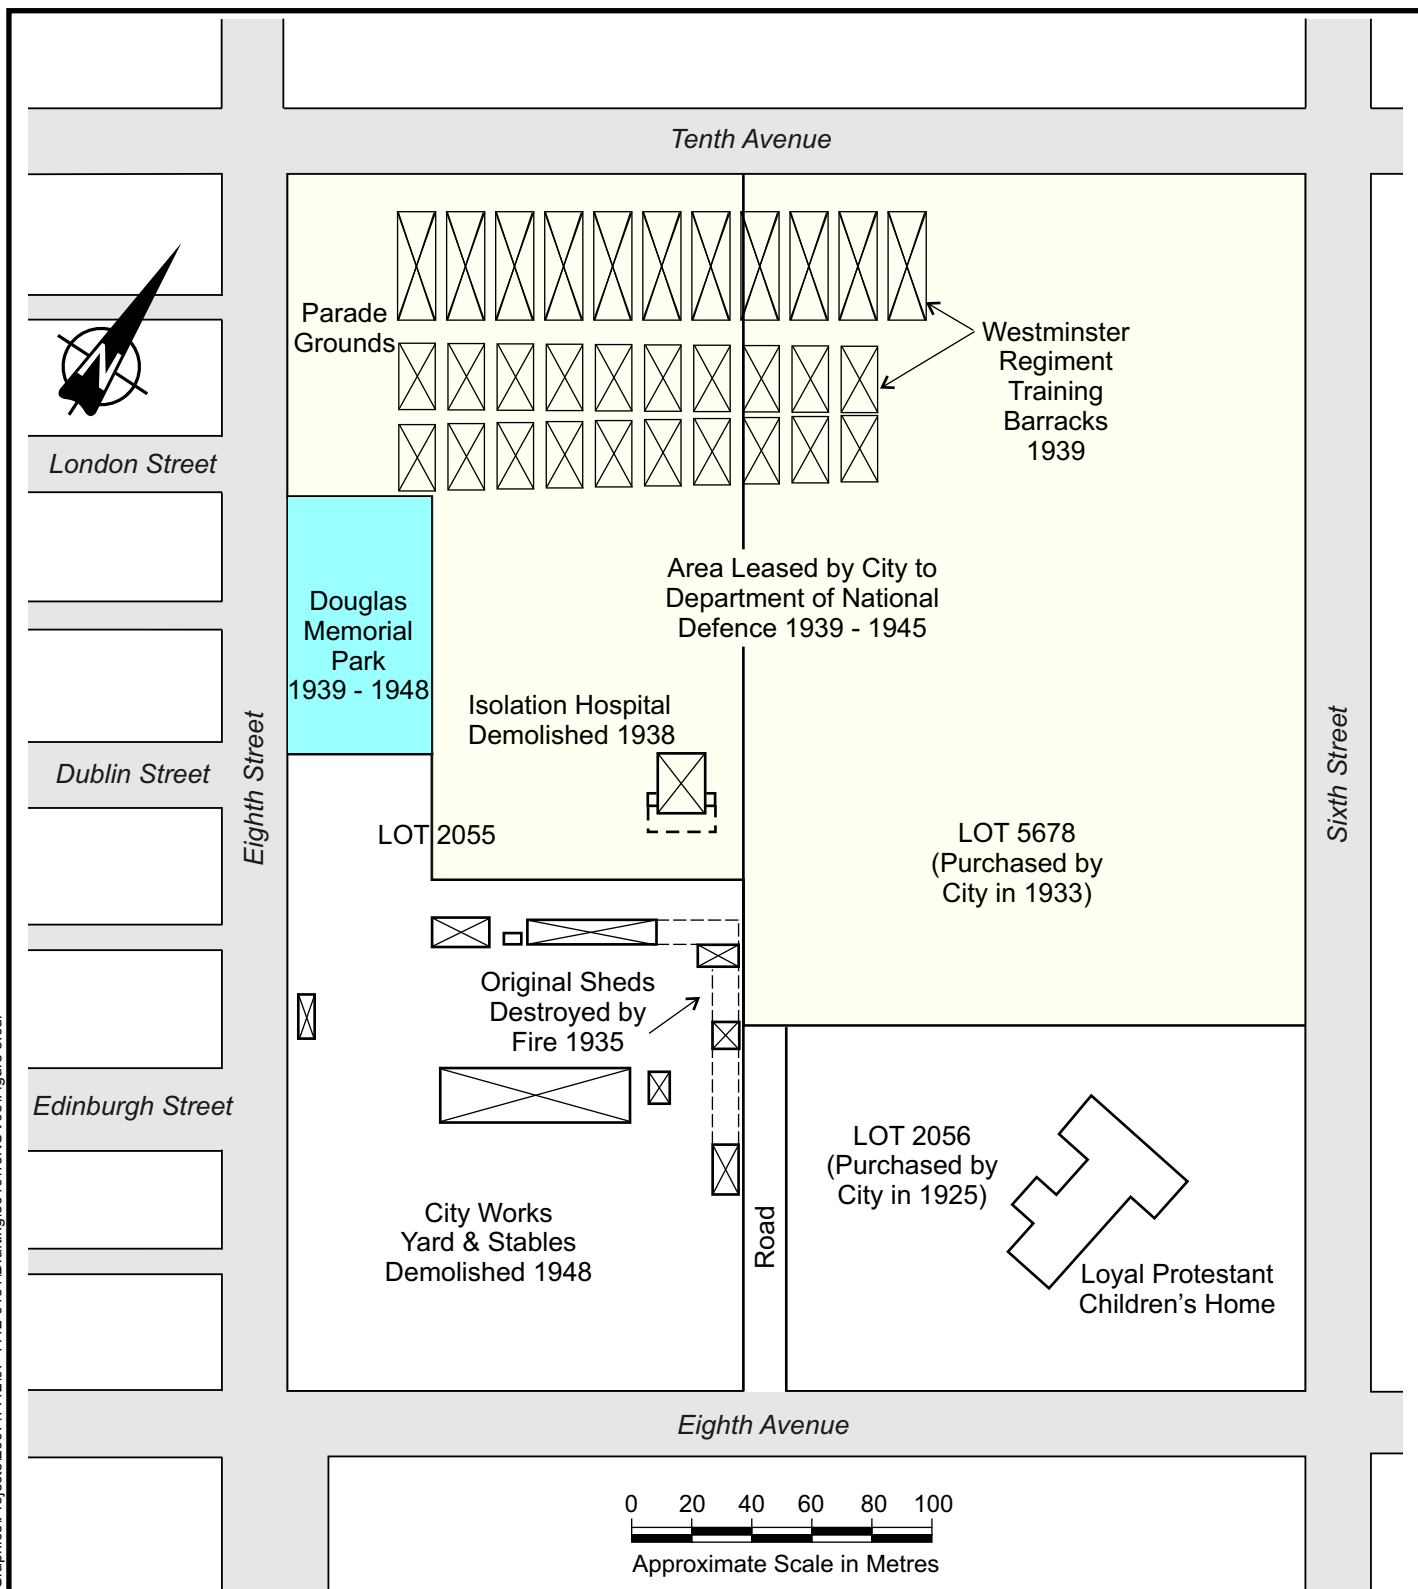 Tenth Avenue
Parade
Grounds
Westminster
Regiment
Training
Barracks
1939
N
London Street
Area Leased by City to
Department of National
Defence 1939 - 1945
Douglas
Memorial
Park
1939 - 1948
Isolation Hospital
Demolished 1938
Eighth Street
Sixth Street
Dublin Street
LOT 2055
LOT 5678
(Purchased by
City in 1933)
Original Sheds
Destroyed by
Fire 1935
Edinburgh Street
LOT 2056
(Purchased by
City in 1925)
City Works
Yard & Stables
Demolished 1948
Road
Loyal Protestant
Children's Home
Eighth Avenue
0 20 40 60 80 100
Approximate Scale in Metres